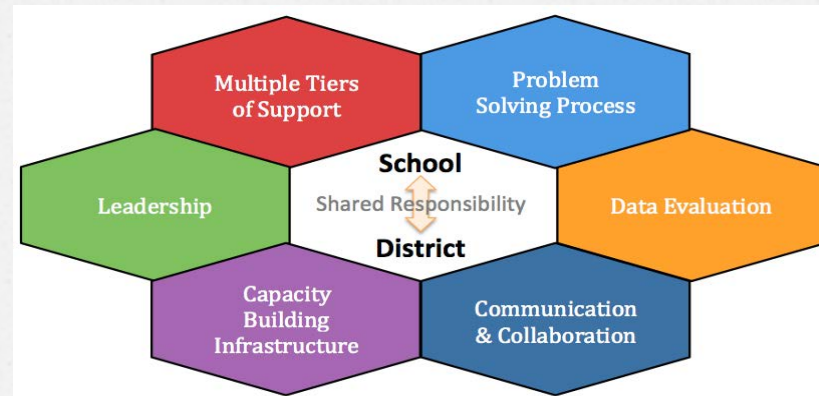 Multiple Tiers
of Support
Problem
Solving Process
Leadership
School
Shared Responsibility
District
Data Evaluation
Capacity
Building
Infrastructure
Communication
& Collaboration